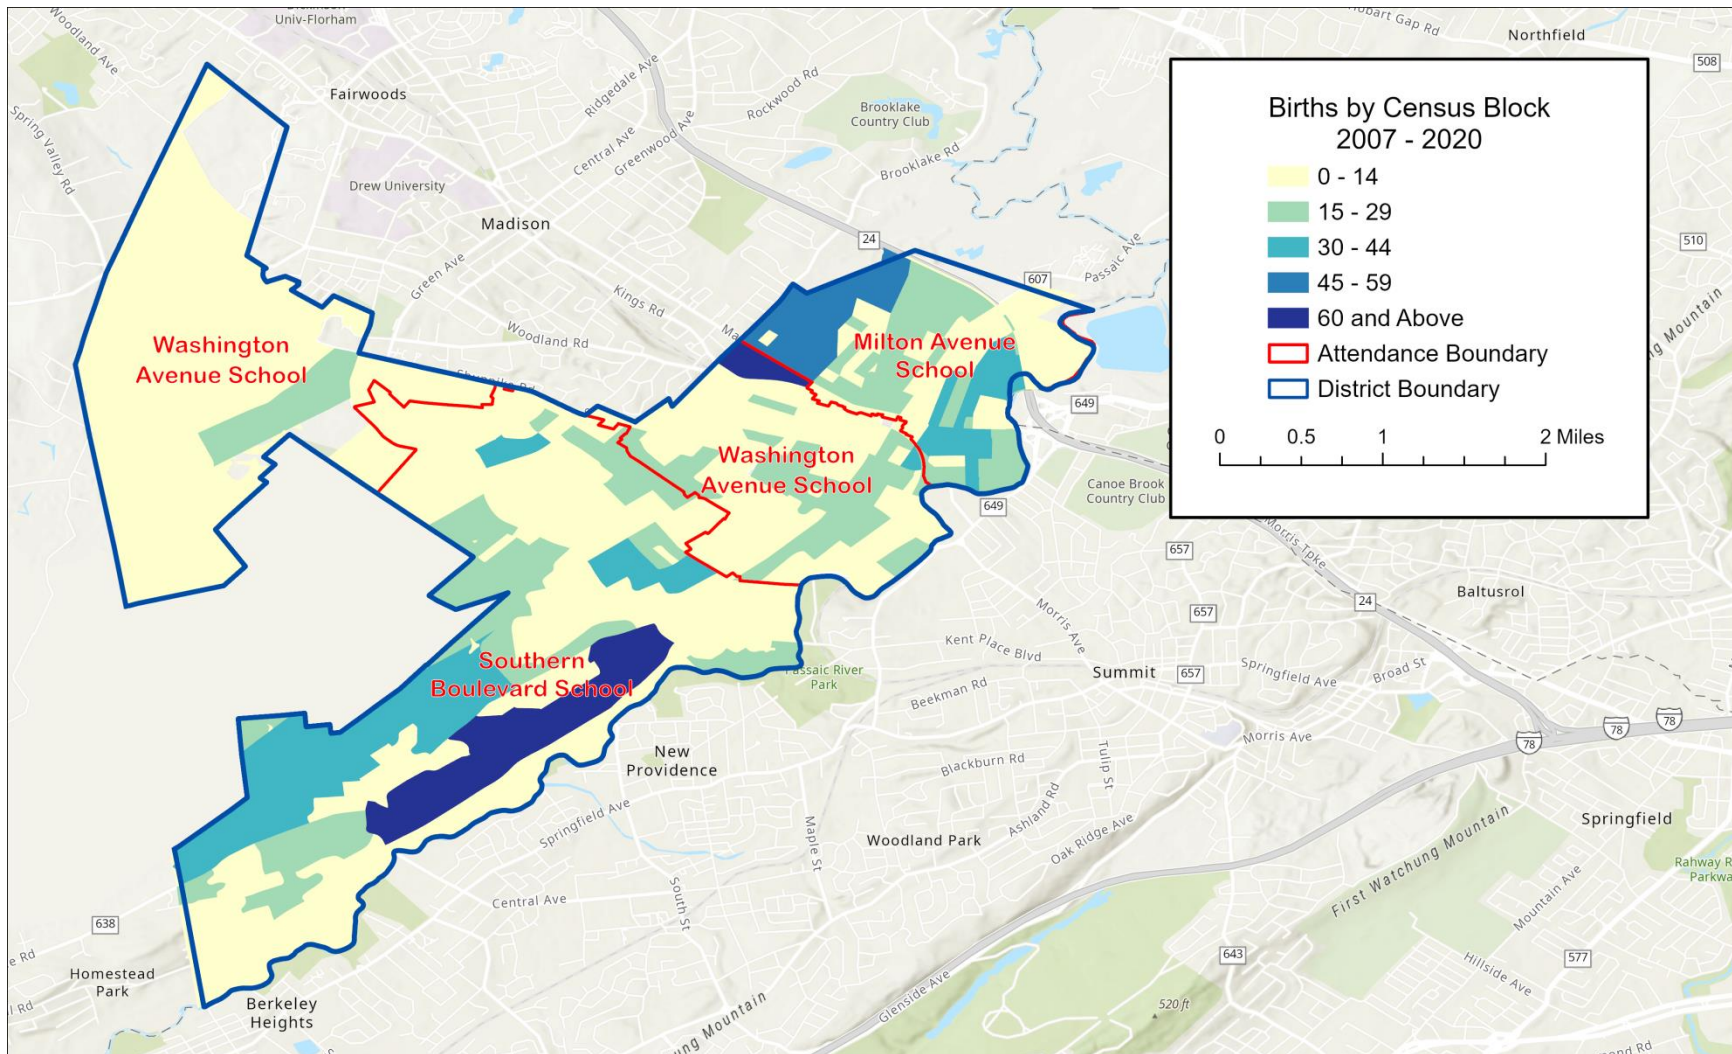 Univ-Florham
Woodland Ave
Fairwoods
Ridgedale Ave
Rockwood Rd
Hobart Gap Rd
Northfield
508
Brooklake
Country Club
Central Ave
Greenwood Ave
Brooklake Rd
Spring Valley Rd
Drew University
Madison
Green Ave
24
607
Passaic Ave
510
Kings Rd
Woodland Rd
Shunpike Rd
Washington
Avenue School
Milton Avenue
School
649
Washington
Avenue School
Canoe Brook
Country Club
649
Births by Census Block
2007 - 2020
0 - 14
15 - 29
30 - 44
45 - 59
60 and Above
Attendance Boundary
District Boundary
0 0.5 1 2 Miles
Morris Tpke
657
Baltusrol
24
657
Morris Ave
Kent Place Blvd
Southern
Boulevard School
Passaic River
Park
Summit
657
Springfield Ave
Broad St
Beekman Rd
78
78
78
Morris Ave
New
Providence
Blackburn Rd
Tulip St
Springfield Ave
Maple St
Woodland Park
Ashland Rd
Oak Ridge Ave
Springfield
First Watchung Mountain
Mountain Ave
Central Ave
South St
638
Homestead
Park
Berkeley
Heights
Glenside Ave
520 ft
643
577
Hillside Ave